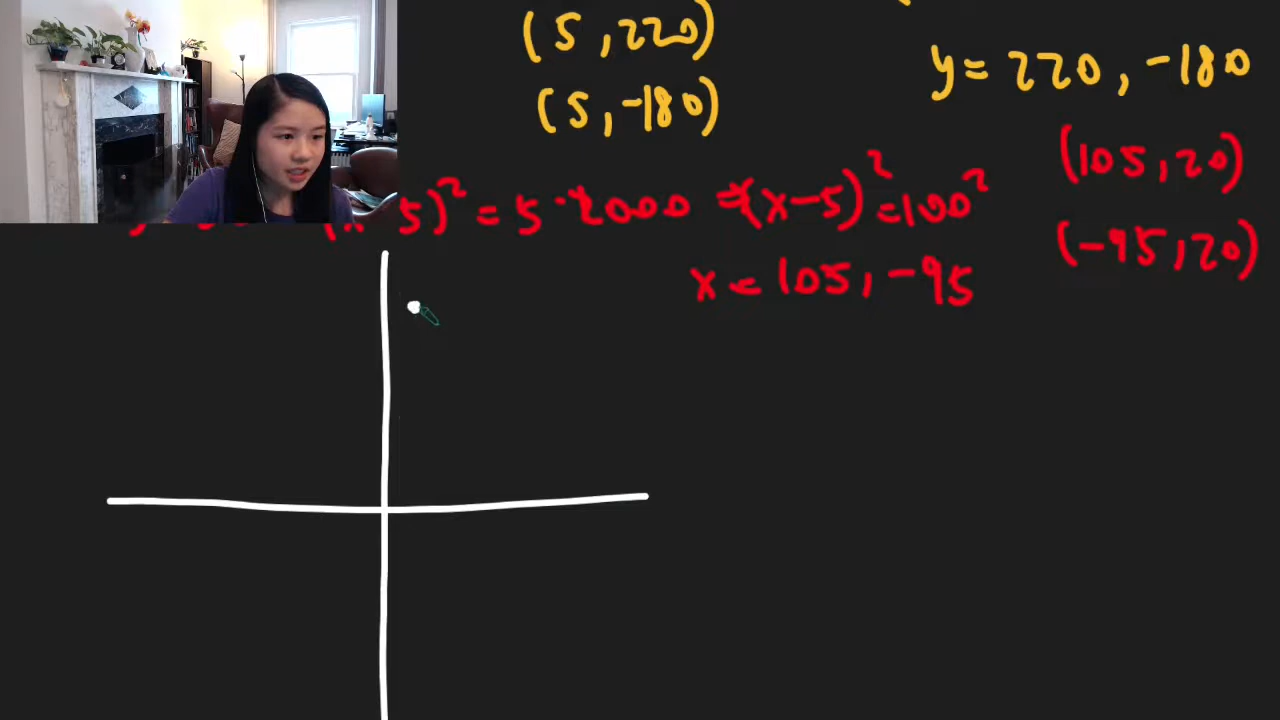 (5,220)
(5,-180)
y= 220, -180
5)² = 5·2000 ⇒(x-5)² =100²
x= 105, -95
(105,20)
(-95,20)